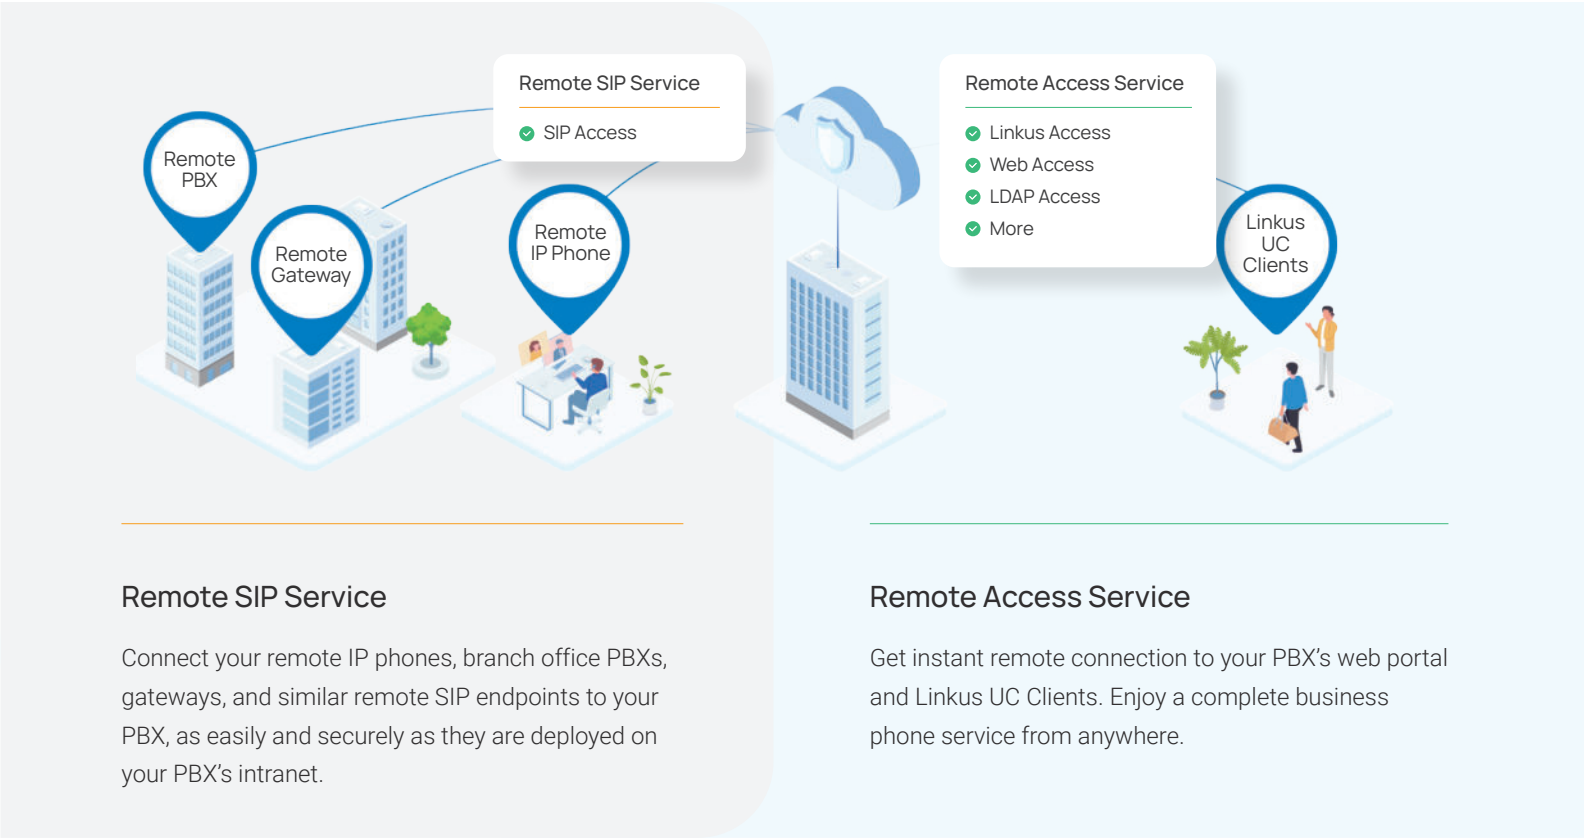 Remote SIP Service
SIP Access
Remote Access Service
Linkus Access
Web Access
LDAP Access
More
Remote
PBX
Remote
Gateway
Remote
IP Phone
Linkus
UC
Clients
Remote SIP Service
Connect your remote IP phones, branch office PBXs,
gateways, and similar remote SIP endpoints to your
PBX, as easily and securely as they are deployed on
your PBX’s intranet.
Remote Access Service
Get instant remote connection to your PBX’s web portal
and Linkus UC Clients. Enjoy a complete business
phone service from anywhere.